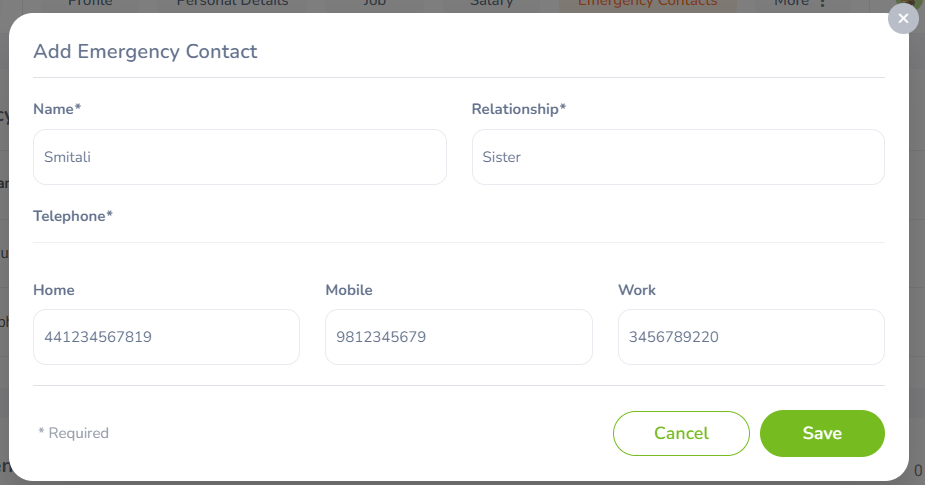 Profile Personal Details Job Salary Emergency Contacts More
Add Emergency Contact
Name* Relationship*
Smitali Sister
Telephone*
Home Mobile Work
441234567819 9812345679 3456789220
* Required Cancel Save
0